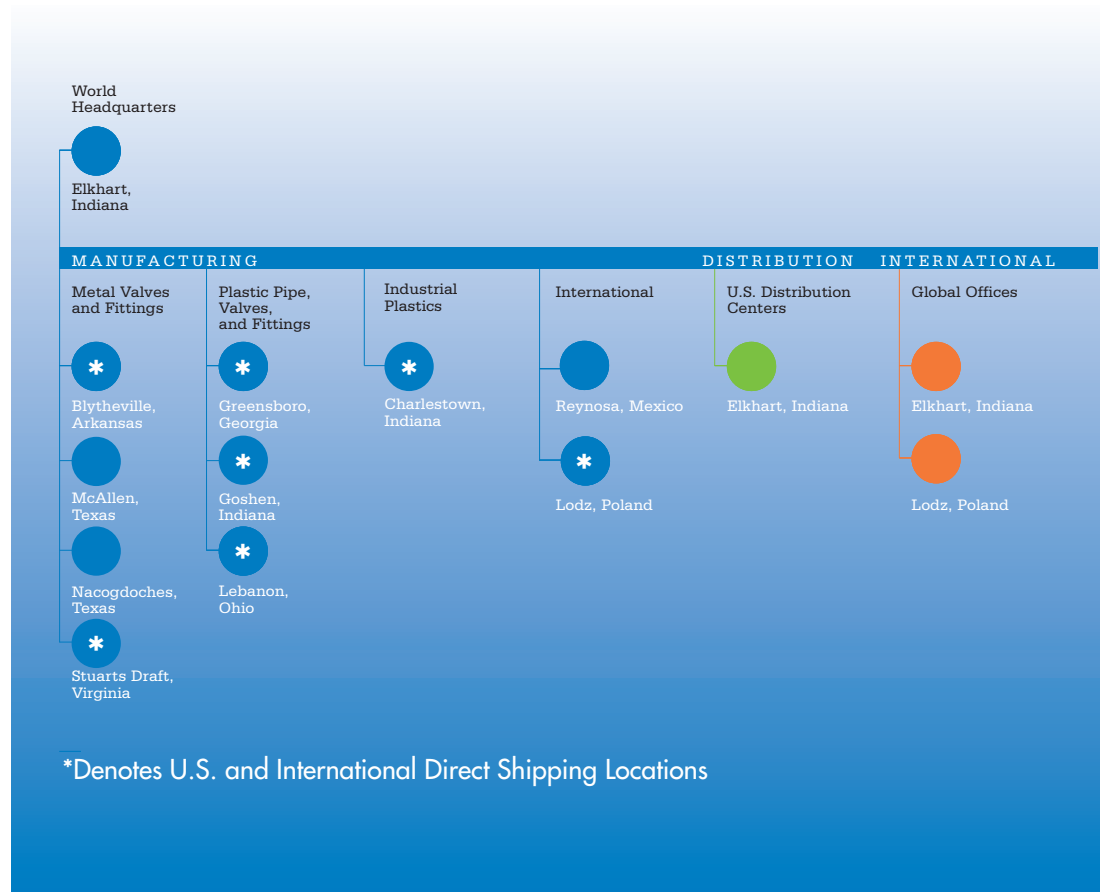 World
Headquarters
Elkhart,
Indiana
MANUFACTURING
DISTRIBUTION
INTERNATIONAL
Metal Valves
and Fittings
*
Blytheville,
Arkansas
McAllen,
Texas
Nacogdoches,
Texas
*
Stuarts Draft,
Virginia
Plastic Pipe,
Valves,
and Fittings
*
Greensboro,
Georgia
*
Goshen,
Indiana
*
Lebanon,
Ohio
Industrial
Plastics
*
Charlestown,
Indiana
International
Reynosa, Mexico
*
Lodz, Poland
U.S. Distribution
Centers
Elkhart, Indiana
Global Offices
Elkhart, Indiana
Lodz, Poland
*Denotes U.S. and International Direct Shipping Locations